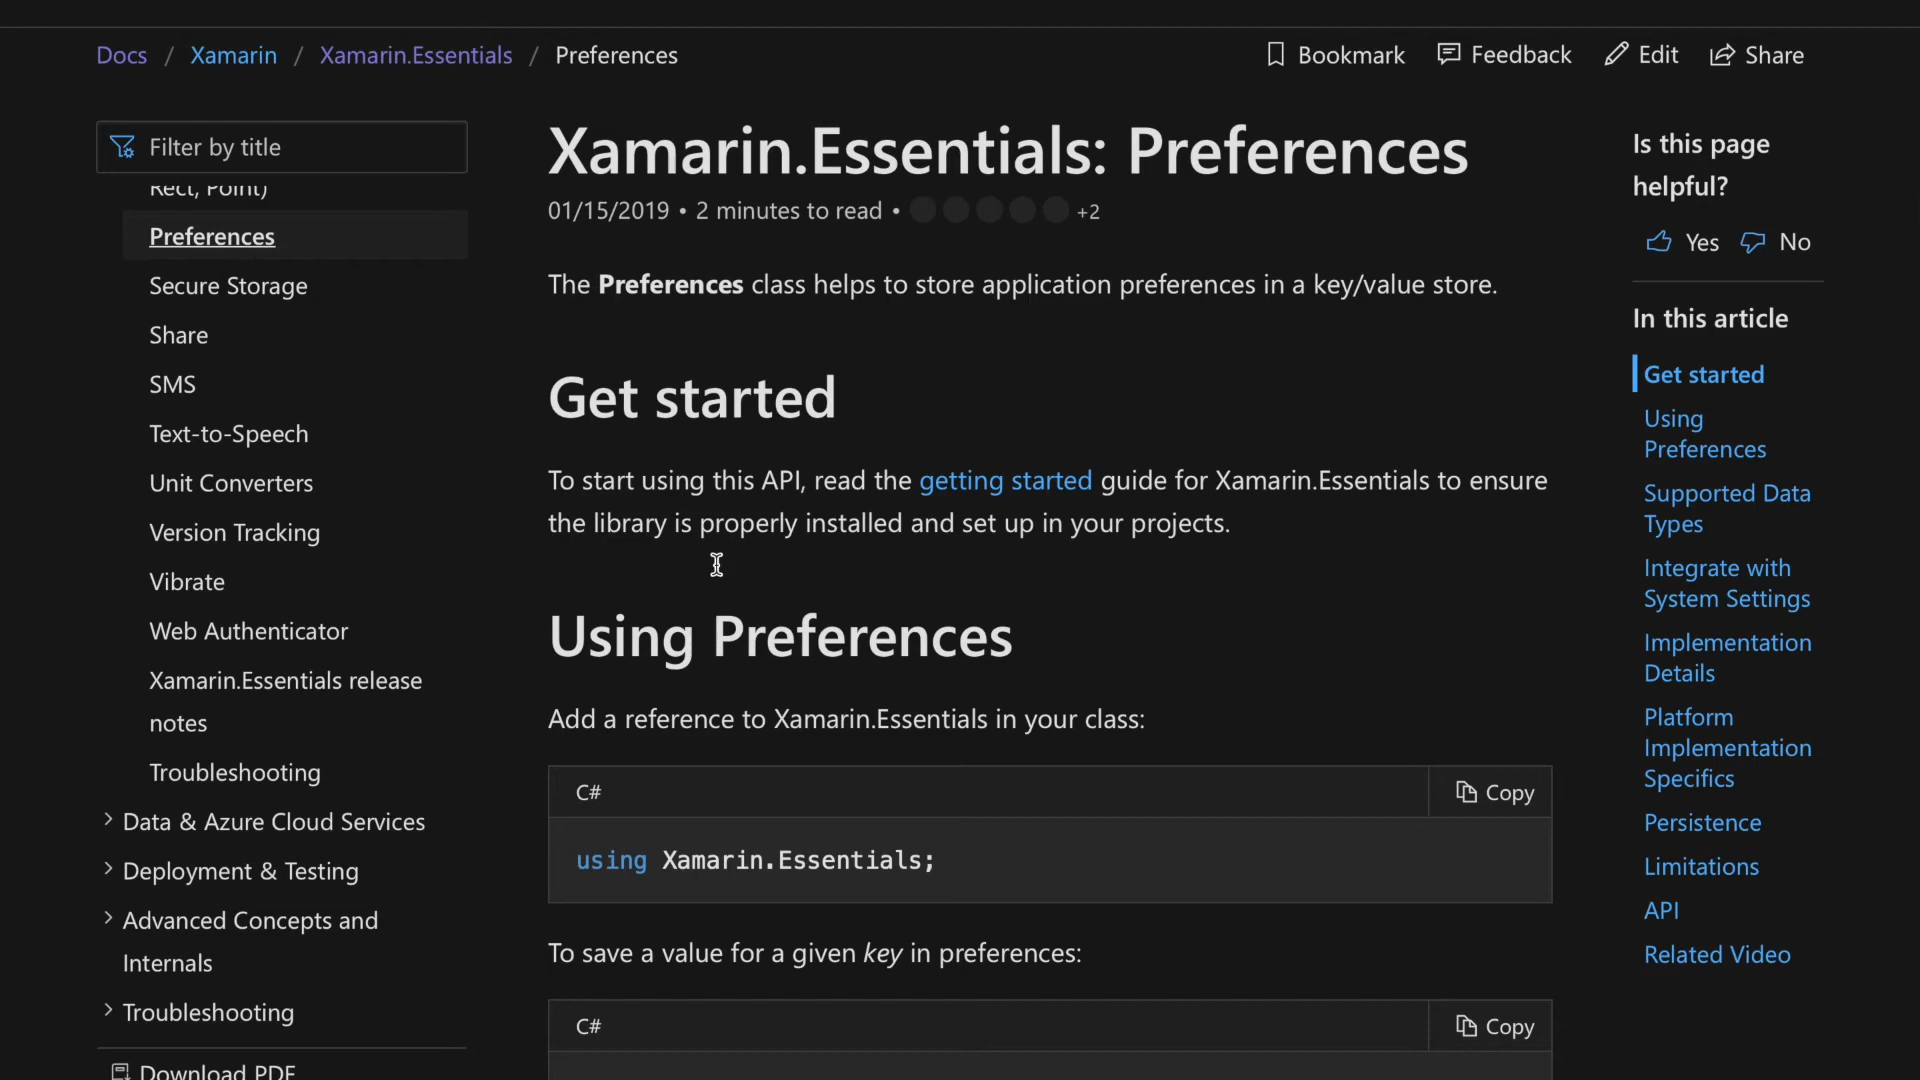 Docs / Xamarin / Xamarin.Essentials / Preferences
Bookmark Feedback Edit Share
Filter by title
Rect, Point)
Preferences
Secure Storage
Share
SMS
Text-to-Speech
Unit Converters
Version Tracking
Vibrate
Web Authenticator
Xamarin.Essentials release
notes
Troubleshooting
Data & Azure Cloud Services
Deployment & Testing
Advanced Concepts and
Internals
Troubleshooting
Download PDF
Xamarin.Essentials: Preferences
01/15/2019 • 2 minutes to read • +2
The Preferences class helps to store application preferences in a key/value store.
Get started
To start using this API, read the getting started guide for Xamarin.Essentials to ensure
the library is properly installed and set up in your projects.
Using Preferences
Add a reference to Xamarin.Essentials in your class:
C# Copy
using Xamarin.Essentials;
To save a value for a given key in preferences:
C# Copy
Is this page
helpful?
Yes No
In this article
Get started
Using
Preferences
Supported Data
Types
Integrate with
System Settings
Implementation
Details
Platform
Implementation
Specifics
Persistence
Limitations
API
Related Video